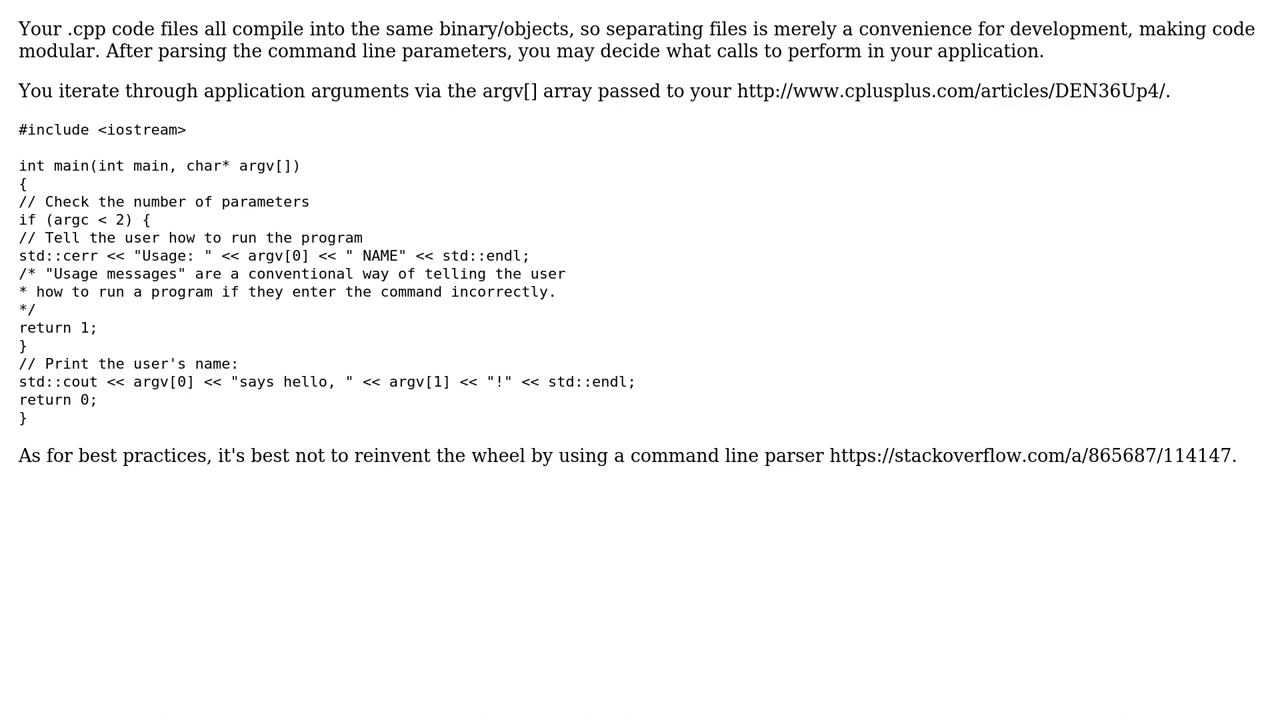 Your .cpp code files all compile into the same binary/objects, so separating files is merely a convenience for development, making code
modular. After parsing the command line parameters, you may decide what calls to perform in your application.
You iterate through application arguments via the argv[] array passed to your http://www.cplusplus.com/articles/DEN36Up4/.
#include <iostream>
int main(int main, char* argv[])
{
// Check the number of parameters
if (argc < 2) {
// Tell the user how to run the program
std::cerr << "Usage: " << argv[0] << " NAME" << std::endl;
/* "Usage messages" are a conventional way of telling the user
* how to run a program if they enter the command incorrectly.
*/
return 1;
}
// Print the user's name:
std::cout << argv[0] << "says hello, " << argv[1] << "!" << std::endl;
return 0;
}
As for best practices, it's best not to reinvent the wheel by using a command line parser https://stackoverflow.com/a/865687/114147.